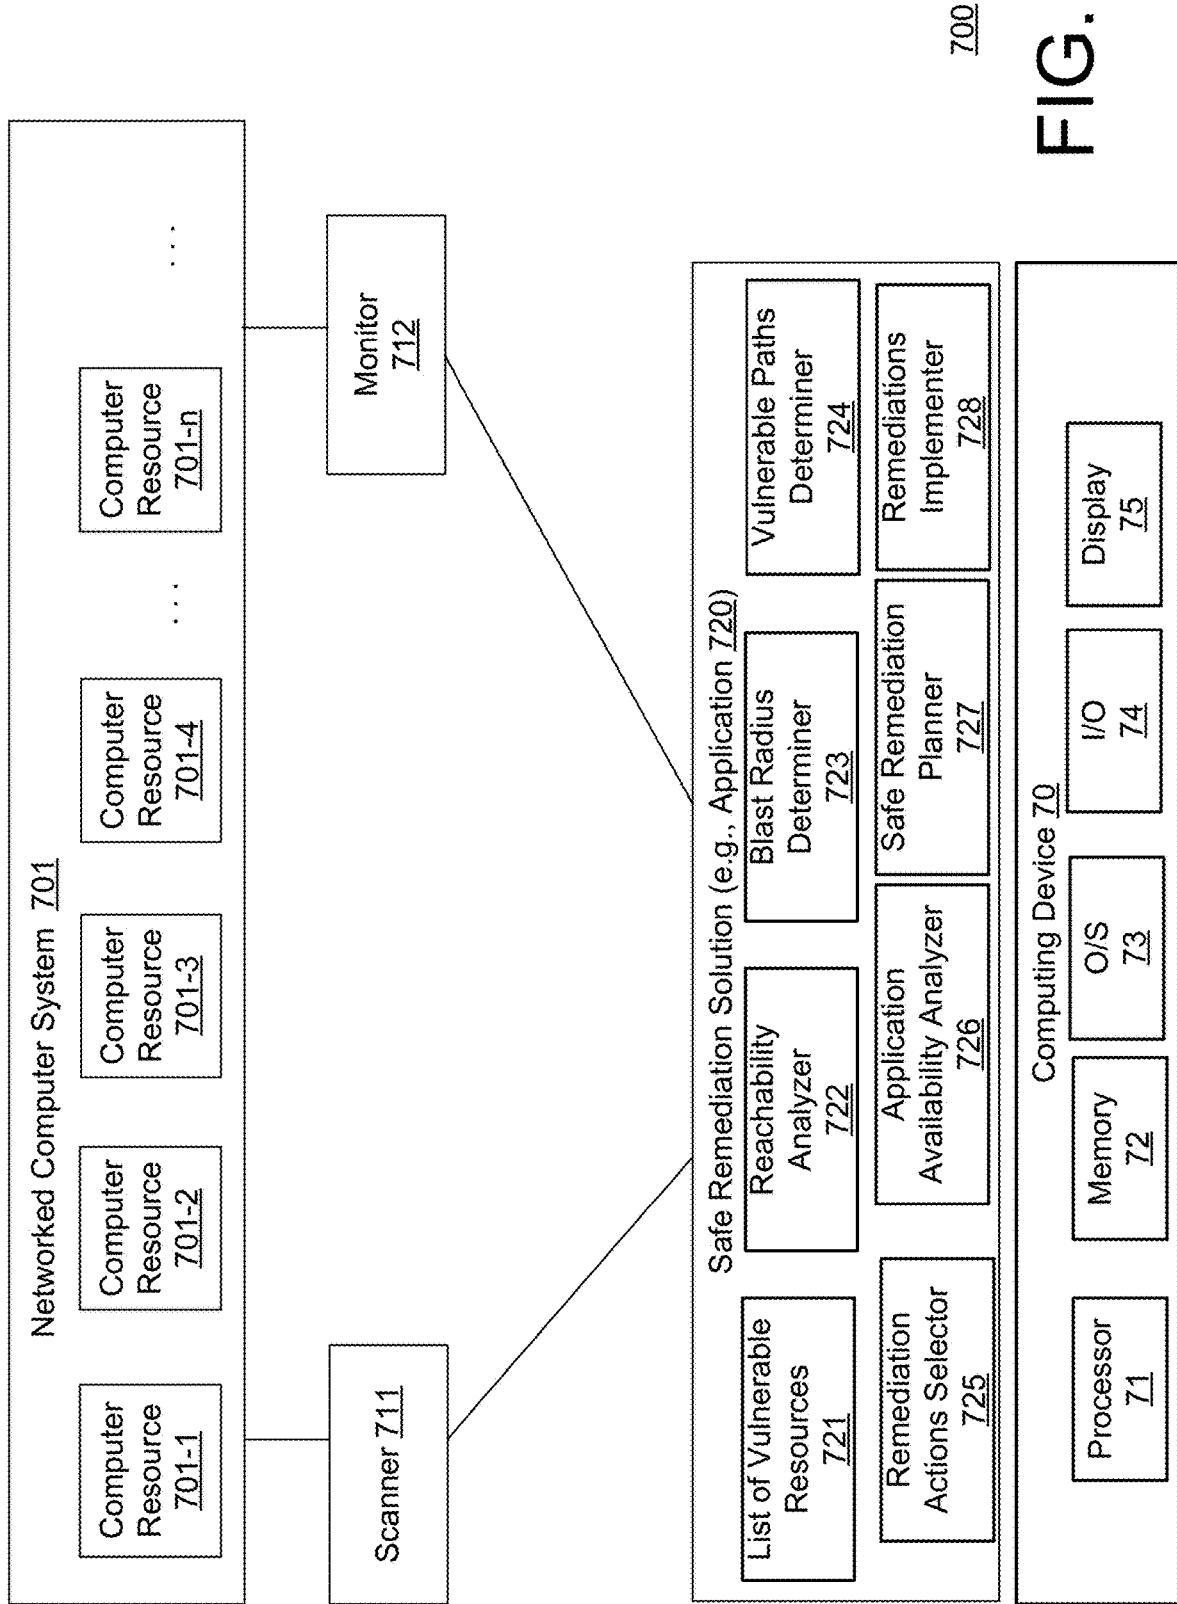 Networked Computer System 701
Computer
Resource
701-1
Computer
Resource
701-2
Computer
Resource
701-3
Computer
Resource
701-4
. . .
Computer
Resource
701-n
. . .
Scanner 711
Monitor
712
Safe Remediation Solution (e.g., Application 720)
List of Vulnerable
Resources
721
Reachability
Analyzer
722
Blast Radius
Determiner
723
Vulnerable Paths
Determiner
724
Remediation
Actions Selector
725
Application
Availability Analyzer
726
Safe Remediation
Planner
727
Remediations
Implementer
728
Computing Device 70
Processor
71
Memory
72
O/S
73
I/O
74
Display
75
700
FIG.